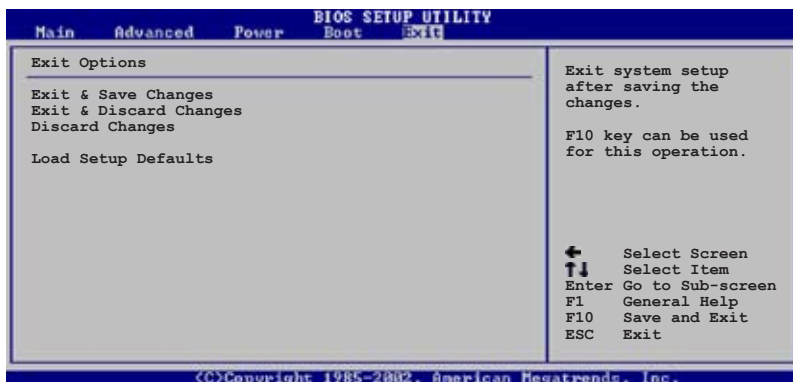 BIOS SETUP UTILITY
Main Advanced Power Boot Exit
Exit Options
Exit & Save Changes
Exit & Discard Changes
Discard Changes
Load Setup Defaults
Exit system setup
after saving the
changes.
F10 key can be used
for this operation.
← Select Screen
↑↓ Select Item
Enter Go to Sub-screen
F1 General Help
F10 Save and Exit
ESC Exit
(C)Copyright 1985-2002, American Megatrends, Inc.